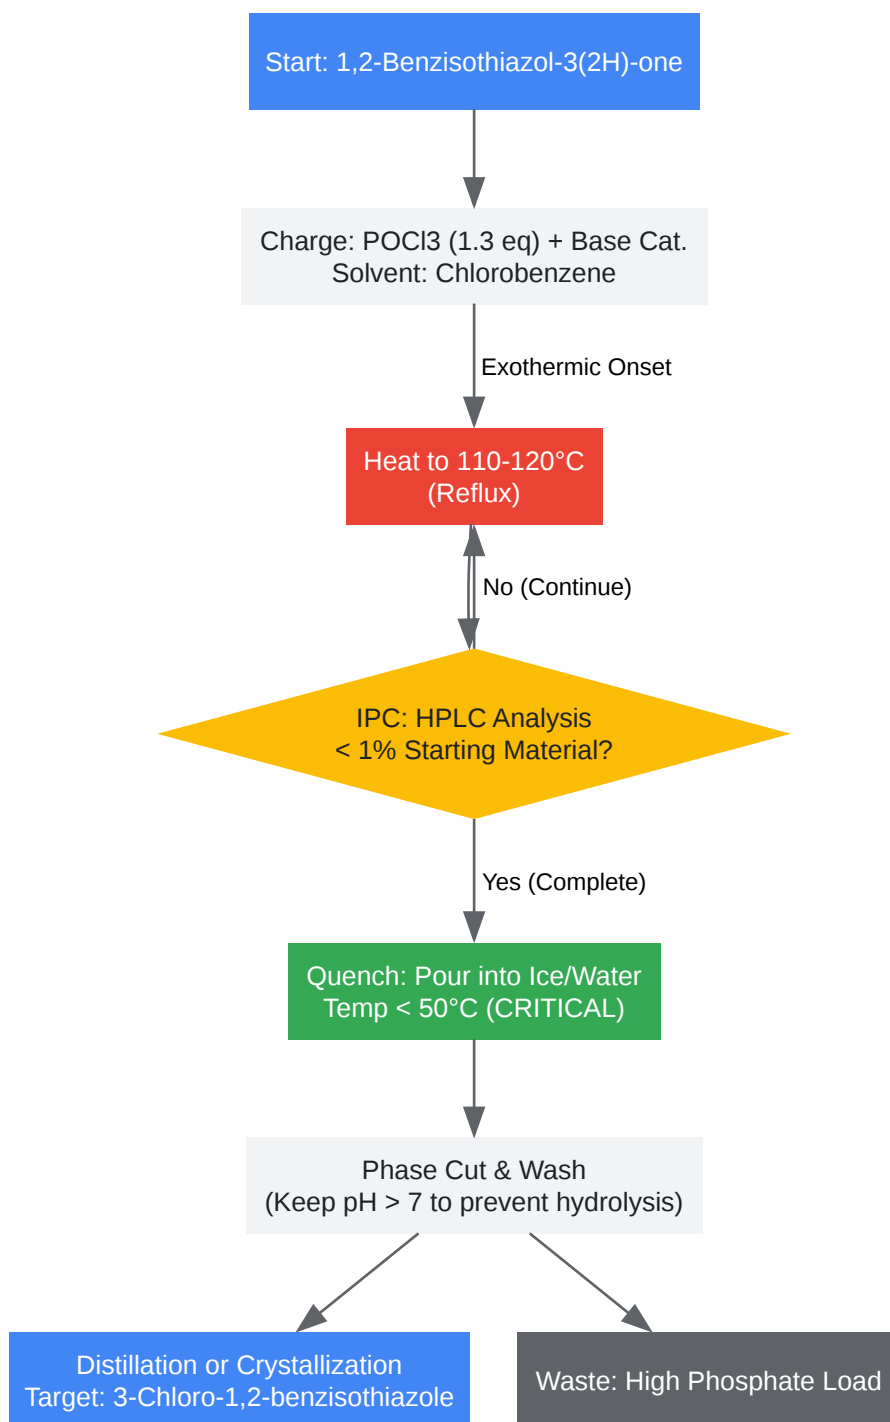 Start: 1,2-Benzisothiazol-3(2H)-one
Charge: POCl3 (1.3 eq) + Base Cat.
Solvent: Chlorobenzene
Exothermic Onset
Heat to 110-120°C
(Reflux)
No (Continue)
IPC: HPLC Analysis
< 1% Starting Material?
Yes (Complete)
Quench: Pour into Ice/Water
Temp < 50°C (CRITICAL)
Phase Cut & Wash
(Keep pH > 7 to prevent hydrolysis)
Distillation or Crystallization
Target: 3-Chloro-1,2-benzisothiazole
Waste: High Phosphate Load